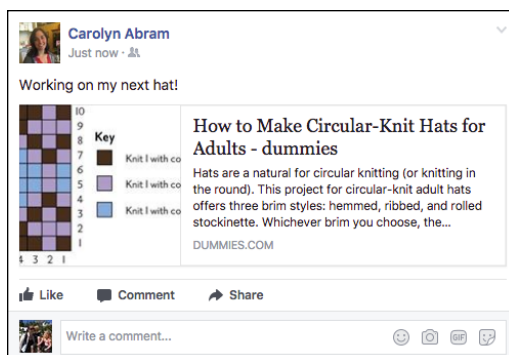 Carolyn Abram
Just now ·
Working on my next hat!
10
9
8
7
6
5
4
3
2
1
4 3 2 1
Key
Knit 1 with co
Knit 1 with co
Knit 1 with co
How to Make Circular-Knit Hats for
Adults - dummies
Hats are a natural for circular knitting (or knitting
in the round). This project for circular-knit adult hats
offers three brim styles: hemmed, ribbed, and rolled
stockinette. Whichever brim you choose, the...
DUMMIES.COM
Like Comment Share
Write a comment...
GIF